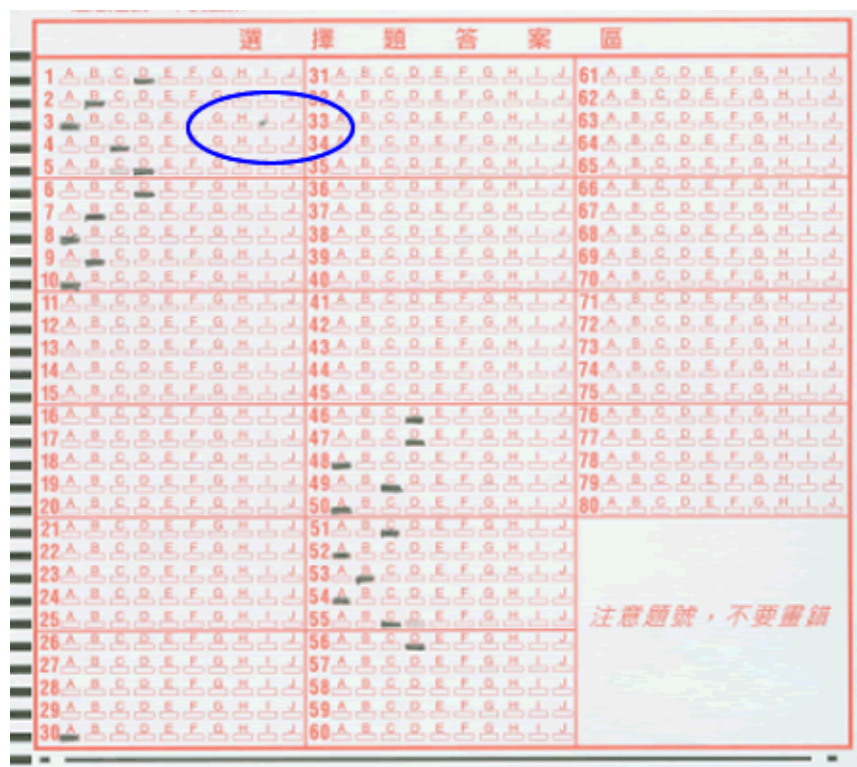 選擇題答案區
1 A B C D E F G H I J 31 A B C D E F G H I J 61 A B C D E F G H I J
2 A B C D E F G H I J 32 A B C D E F G H I J 62 A B C D E F G H I J
3 A B C D E F G H I J 33 A B C D E F G H I J 63 A B C D E F G H I J
4 A B C D E F G H I J 34 A B C D E F G H I J 64 A B C D E F G H I J
5 A B C D E F G H I J 35 A B C D E F G H I J 65 A B C D E F G H I J
6 A B C D E F G H I J 36 A B C D E F G H I J 66 A B C D E F G H I J
7 A B C D E F G H I J 37 A B C D E F G H I J 67 A B C D E F G H I J
8 A B C D E F G H I J 38 A B C D E F G H I J 68 A B C D E F G H I J
9 A B C D E F G H I J 39 A B C D E F G H I J 69 A B C D E F G H I J
10 A B C D E F G H I J 40 A B C D E F G H I J 70 A B C D E F G H I J
11 A B C D E F G H I J 41 A B C D E F G H I J 71 A B C D E F G H I J
12 A B C D E F G H I J 42 A B C D E F G H I J 72 A B C D E F G H I J
13 A B C D E F G H I J 43 A B C D E F G H I J 73 A B C D E F G H I J
14 A B C D E F G H I J 44 A B C D E F G H I J 74 A B C D E F G H I J
15 A B C D E F G H I J 45 A B C D E F G H I J 75 A B C D E F G H I J
16 A B C D E F G H I J 46 A B C D E F G H I J 76 A B C D E F G H I J
17 A B C D E F G H I J 47 A B C D E F G H I J 77 A B C D E F G H I J
18 A B C D E F G H I J 48 A B C D E F G H I J 78 A B C D E F G H I J
19 A B C D E F G H I J 49 A B C D E F G H I J 79 A B C D E F G H I J
20 A B C D E F G H I J 50 A B C D E F G H I J 80 A B C D E F G H I J
21 A B C D E F G H I J 51 A B C D E F G H I J
22 A B C D E F G H I J 52 A B C D E F G H I J
23 A B C D E F G H I J 53 A B C D E F G H I J
24 A B C D E F G H I J 54 A B C D E F G H I J
25 A B C D E F G H I J 55 A B C D E F G H I J
注意題號，不要畫錯
26 A B C D E F G H I J 56 A B C D E F G H I J
27 A B C D E F G H I J 57 A B C D E F G H I J
28 A B C D E F G H I J 58 A B C D E F G H I J
29 A B C D E F G H I J 59 A B C D E F G H I J
30 A B C D E F G H I J 60 A B C D E F G H I J